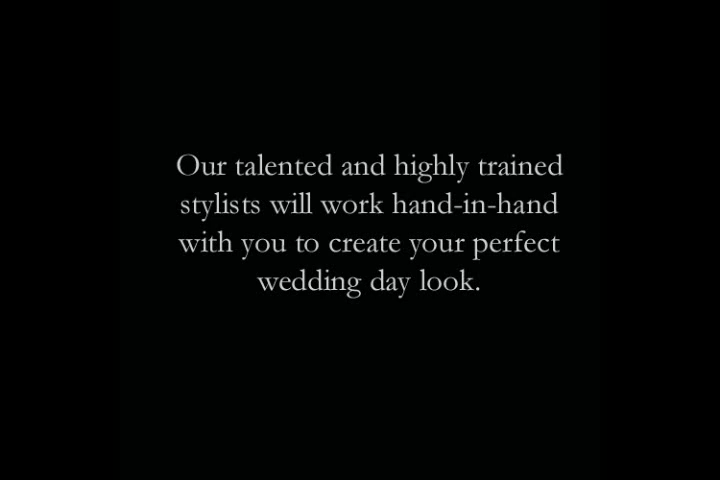 Our talented and highly trained
stylists will work hand-in-hand
with you to create your perfect
wedding day look.